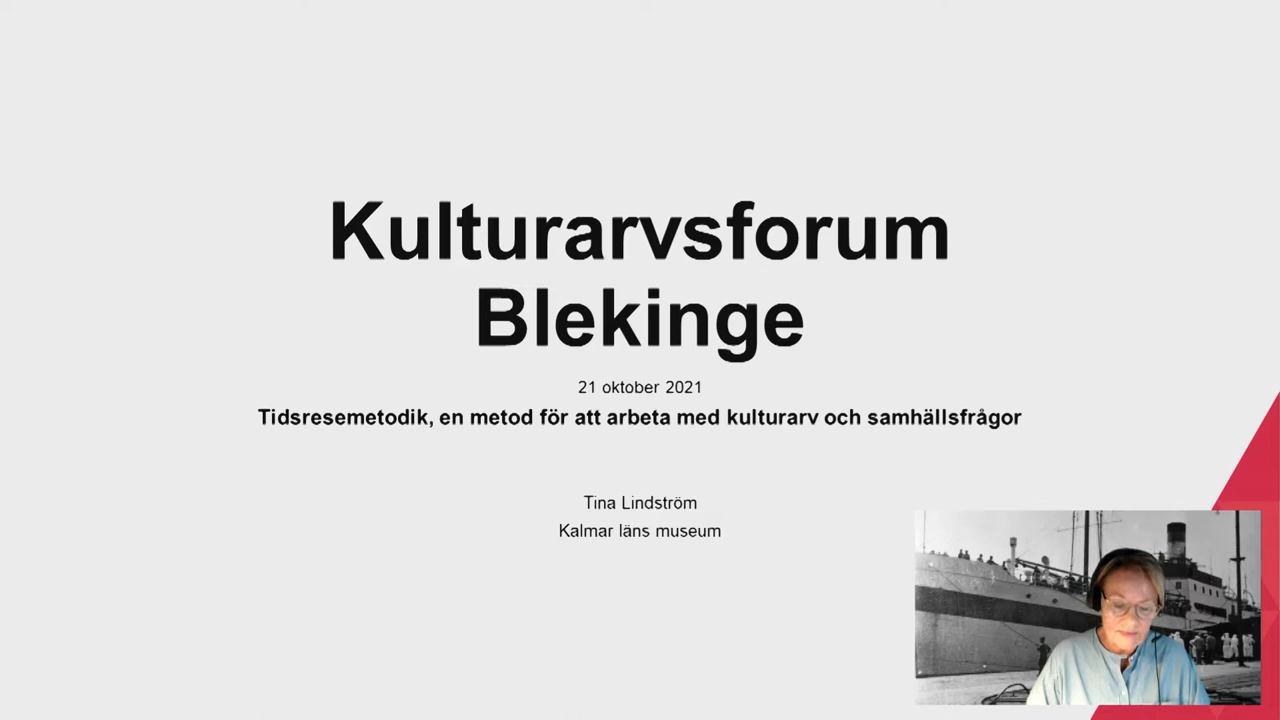 Kulturarvsforum
Blekinge
21 oktober 2021
Tidsresemetodik, en metod för att arbeta med kulturarv och samhällsfrågor
Tina Lindström
Kalmar läns museum